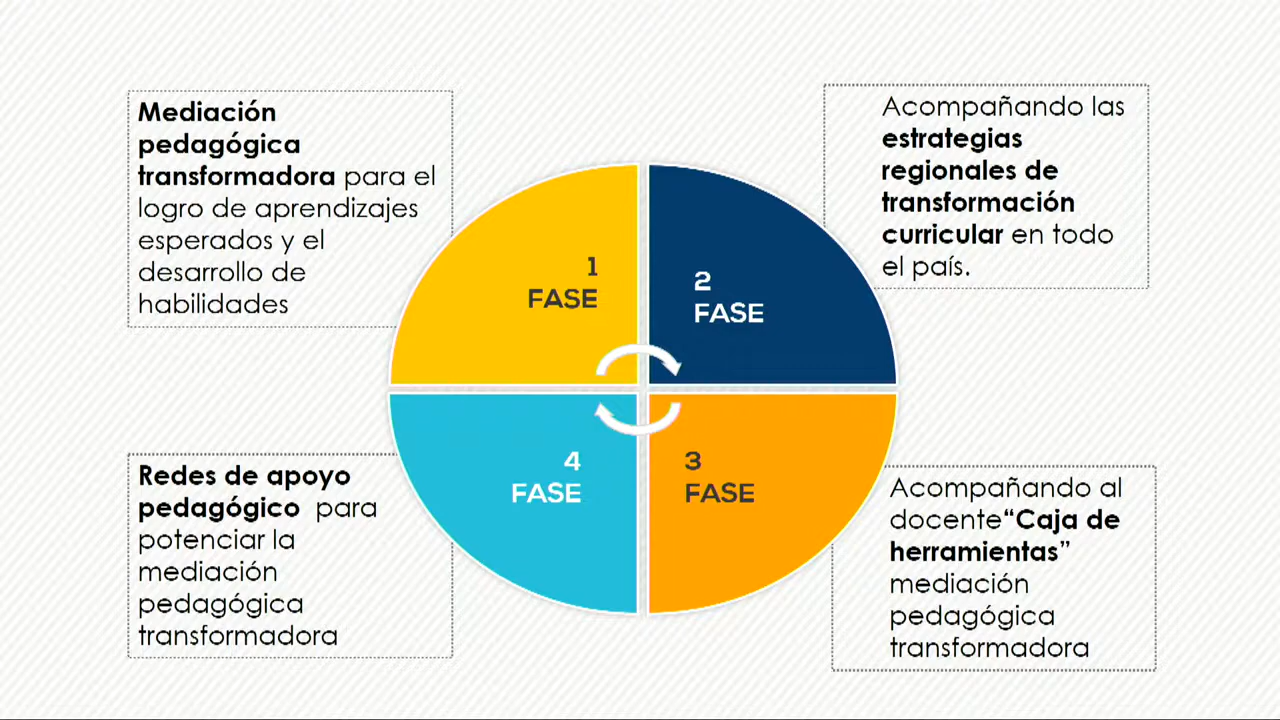 Mediación
pedagógica
transformadora para el
logro de aprendizajes
esperados y el
desarrollo de
habilidades
Acompañando las
estrategias
regionales de
transformación
curricular en todo
el país.
1
FASE
2
FASE
4
FASE
3
FASE
Redes de apoyo
pedagógico para
potenciar la
mediación
pedagógica
transformadora
Acompañando al
docente“Caja de
herramientas”
mediación
pedagógica
transformadora